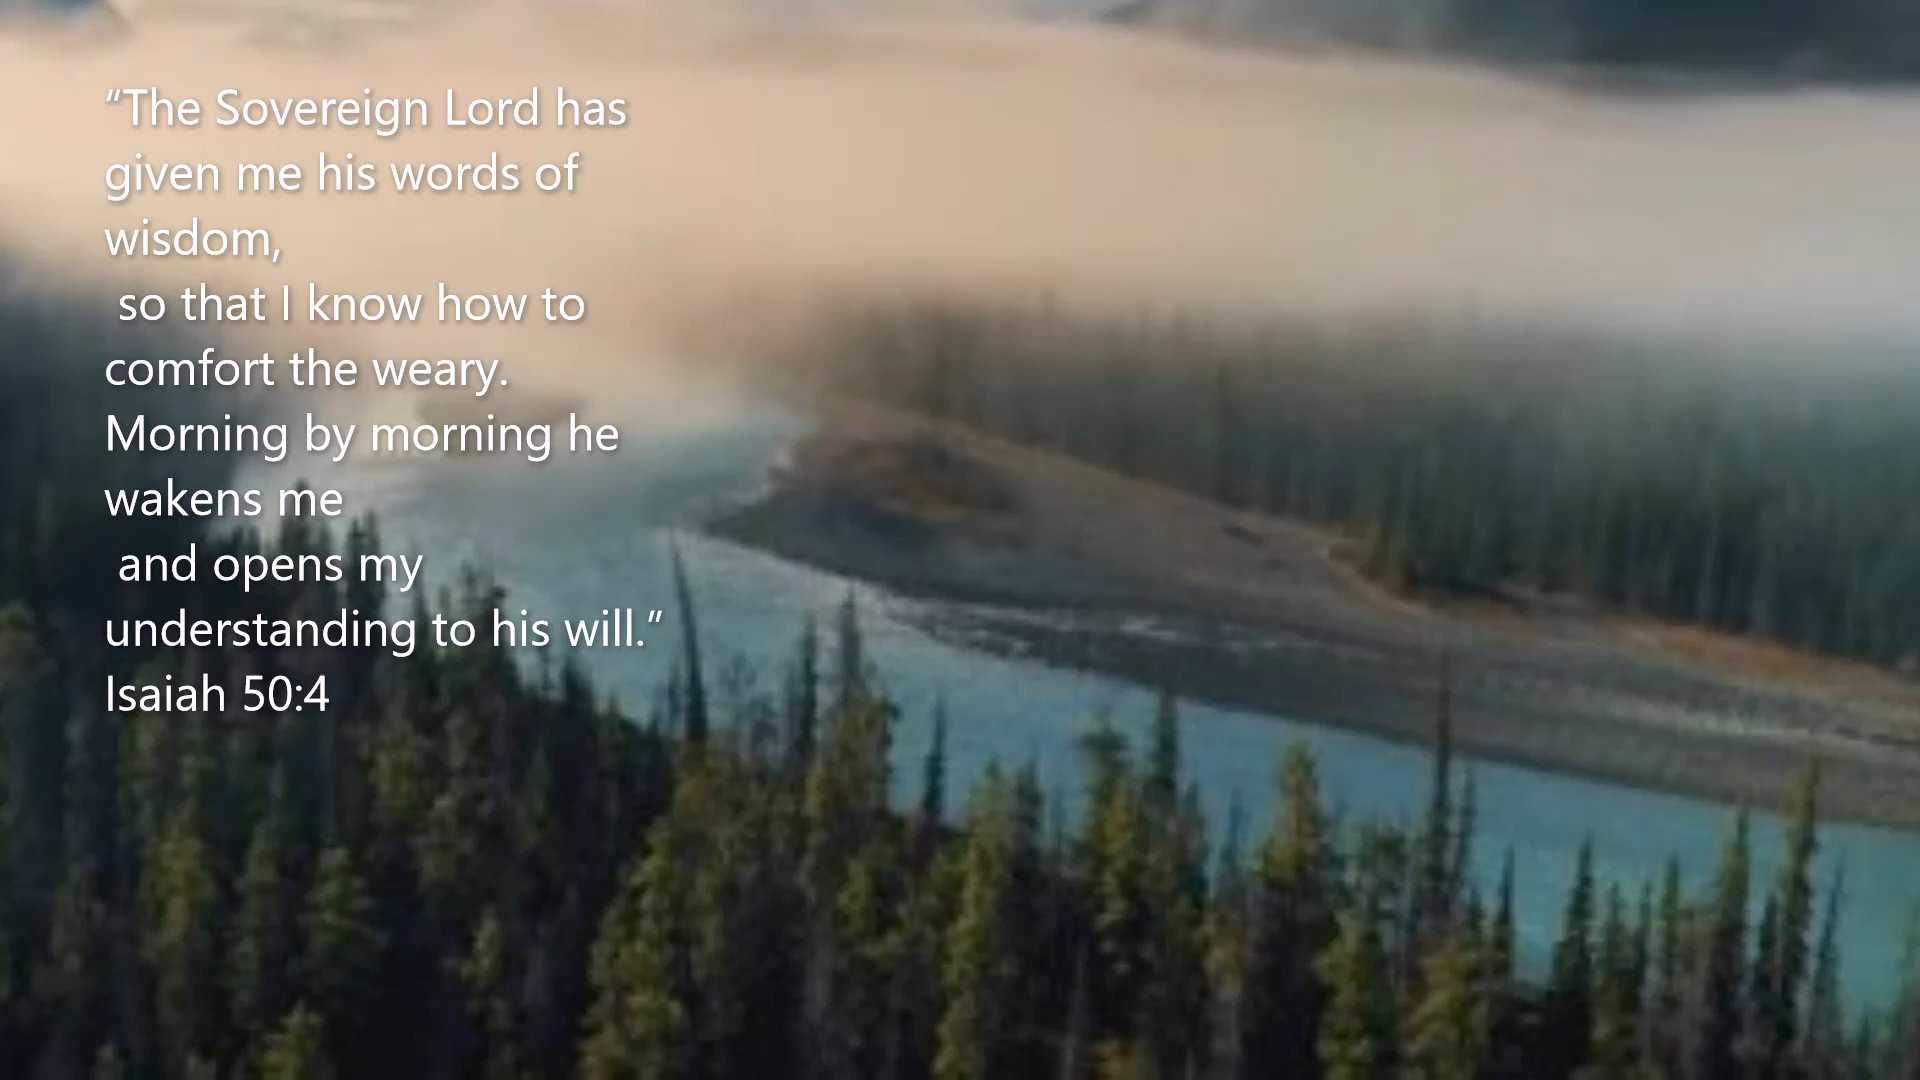 “The Sovereign Lord has
given me his words of
wisdom,
so that I know how to
comfort the weary.
Morning by morning he
wakens me
and opens my
understanding to his will.”
Isaiah 50:4